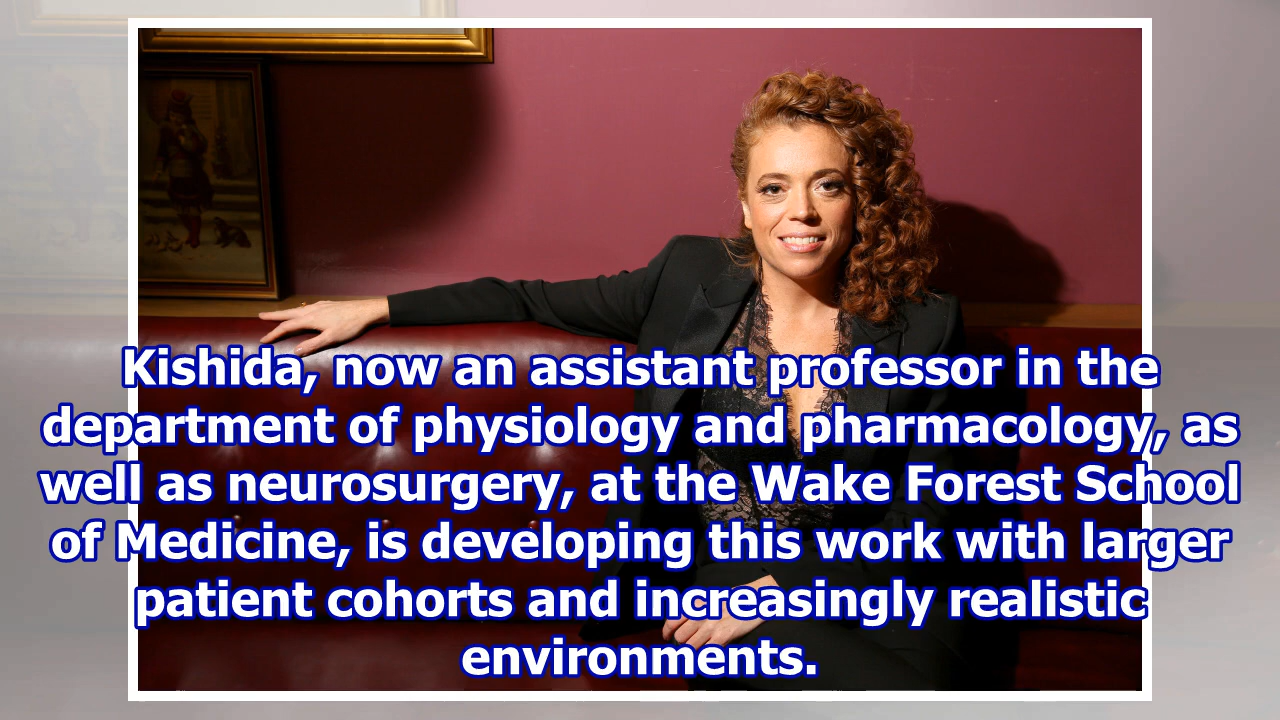 Kishida, now an assistant professor in the
department of physiology and pharmacology, as
well as neurosurgery, at the Wake Forest School
of Medicine, is developing this work with larger
patient cohorts and increasingly realistic
environments.